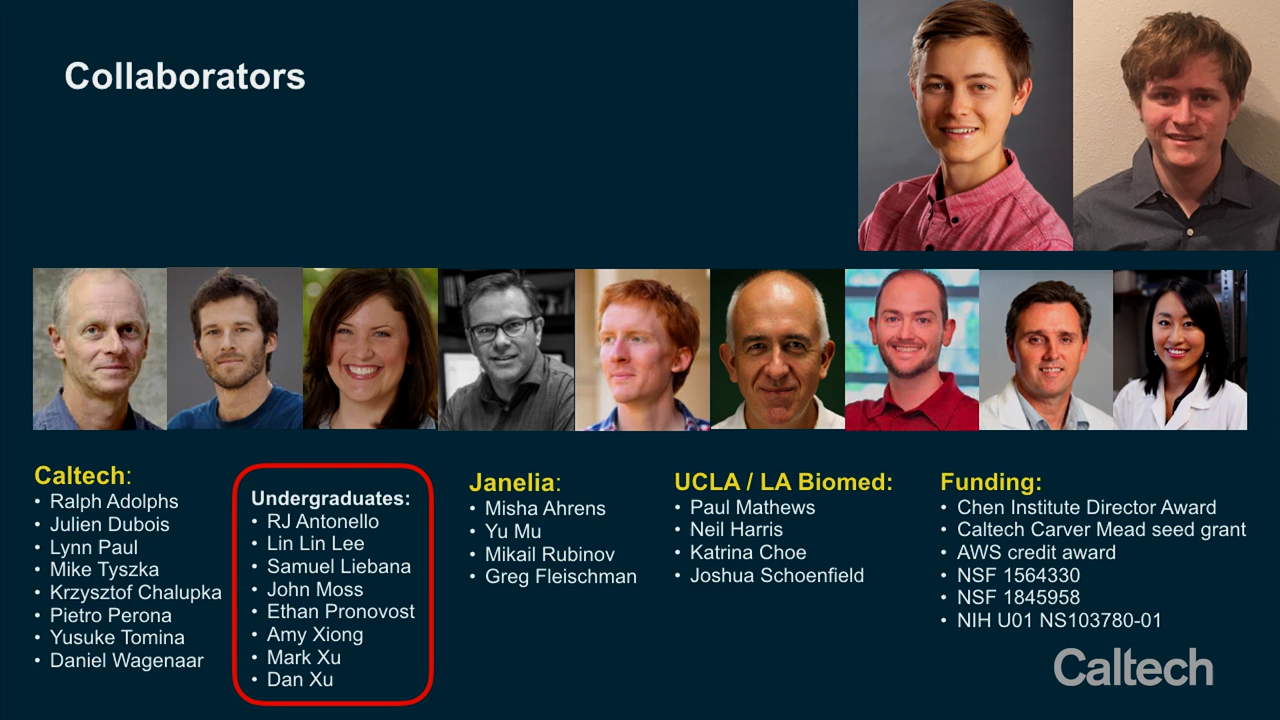 Collaborators
Caltech:
• Ralph Adolphs
• Julien Dubois
• Lynn Paul
• Mike Tyszka
• Krzysztof Chalupka
• Pietro Perona
• Yusuke Tomina
• Daniel Wagenaar
Undergraduates:
• RJ Antonello
• Lin Lin Lee
• Samuel Liebana
• John Moss
• Ethan Pronovost
• Amy Xiong
• Mark Xu
• Dan Xu
Janelia:
• Misha Ahrens
• Yu Mu
• Mikail Rubinov
• Greg Fleischman
UCLA / LA Biomed:
• Paul Mathews
• Neil Harris
• Katrina Choe
• Joshua Schoenfield
Funding:
• Chen Institute Director Award
• Caltech Carver Mead seed grant
• AWS credit award
• NSF 1564330
• NSF 1845958
• NIH U01 NS103780-01
Caltech